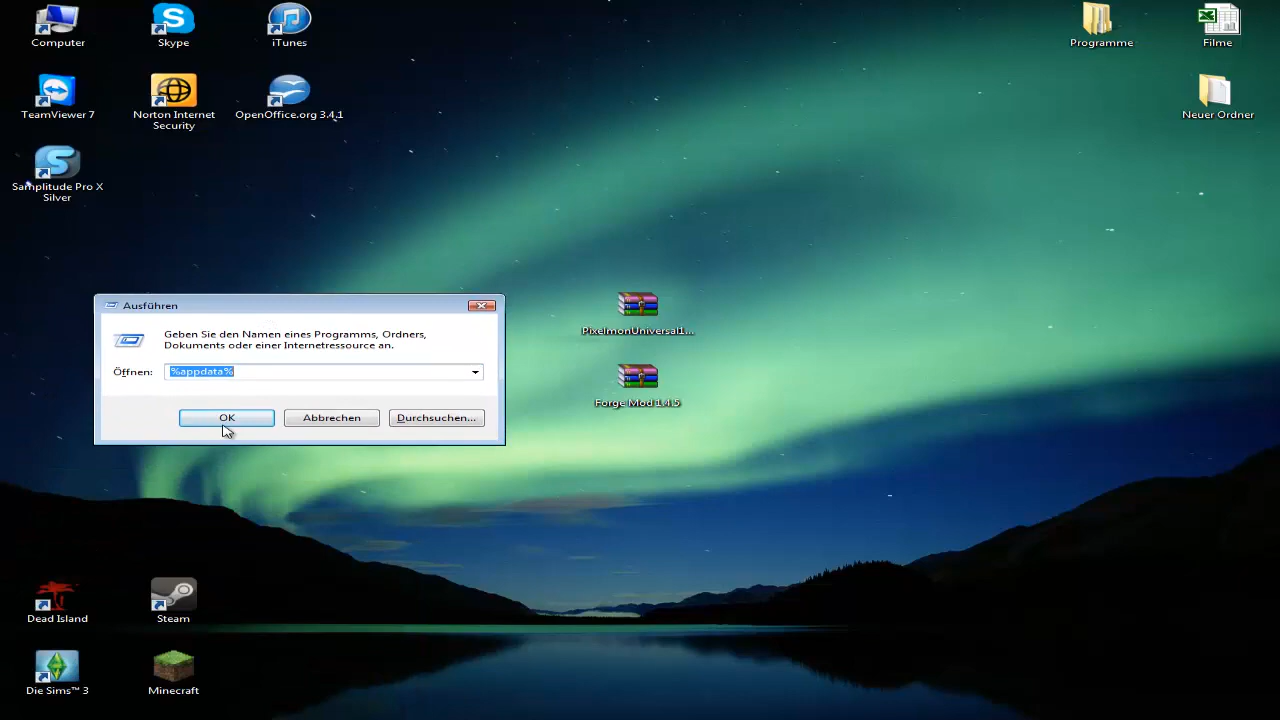 Computer
Skype
iTunes
Programme
Filme
TeamViewer 7
Norton Internet
Security
OpenOffice.org 3.4.1
Neuer Ordner
Samplitude Pro X
Silver
Ausführen
Geben Sie den Namen eines Programms, Ordners,
Dokuments oder einer Internetressource an.
Öffnen:
%appdata%
OK
Abbrechen
Durchsuchen...
PixelmonUniversal1...
Forge Mod 1.4.5
Dead Island
Steam
Die Sims™ 3
Minecraft